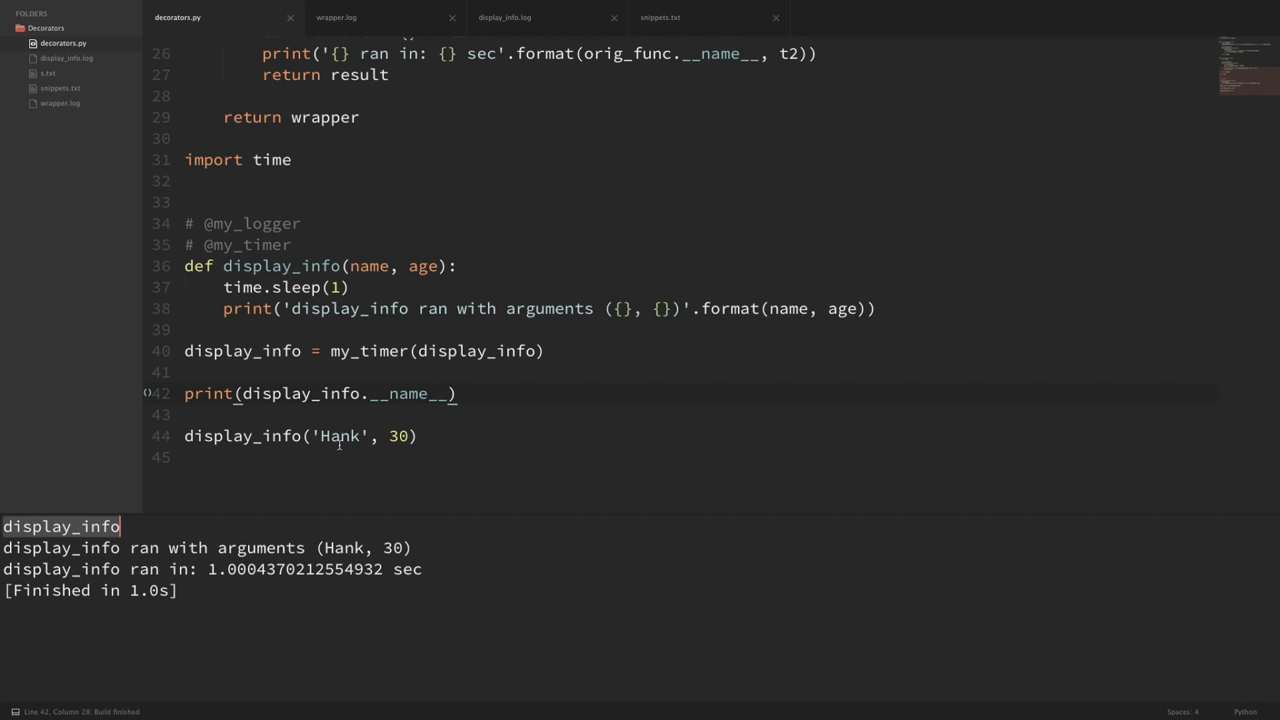 FOLDERS
Decorators
decorators.py
display_info.log
s.txt
snippets.txt
wrapper.log
decorators.py
wrapper.log
display_info.log
snippets.txt
26 print('{} ran in: {} sec'.format(orig_func.__name__, t2))
27 return result
28
29 return wrapper
30
31 import time
32
33
34 # @my_logger
35 # @my_timer
36 def display_info(name, age):
37 time.sleep(1)
38 print('display_info ran with arguments ({}, {})'.format(name, age))
39
40 display_info = my_timer(display_info)
41
42 print(display_info.__name__)
43
44 display_info('Hank', 30)
45
display_info
display_info ran with arguments (Hank, 30)
display_info ran in: 1.0004370212554932 sec
[Finished in 1.0s]
Line 42, Column 28; Build finished
Spaces: 4
Python